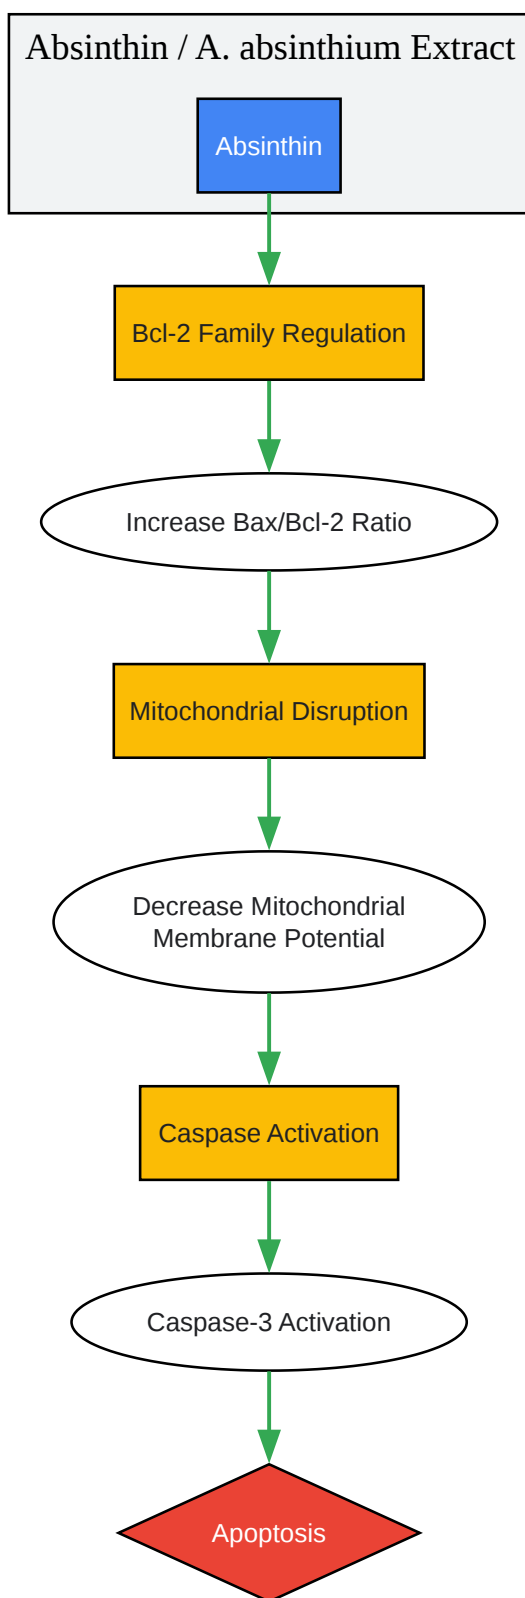 Absinthin / A. absinthium Extract
Absinthin
Bcl-2 Family Regulation
Increase Bax/Bcl-2 Ratio
Mitochondrial Disruption
Decrease Mitochondrial
Membrane Potential
Caspase Activation
Caspase-3 Activation
Apoptosis